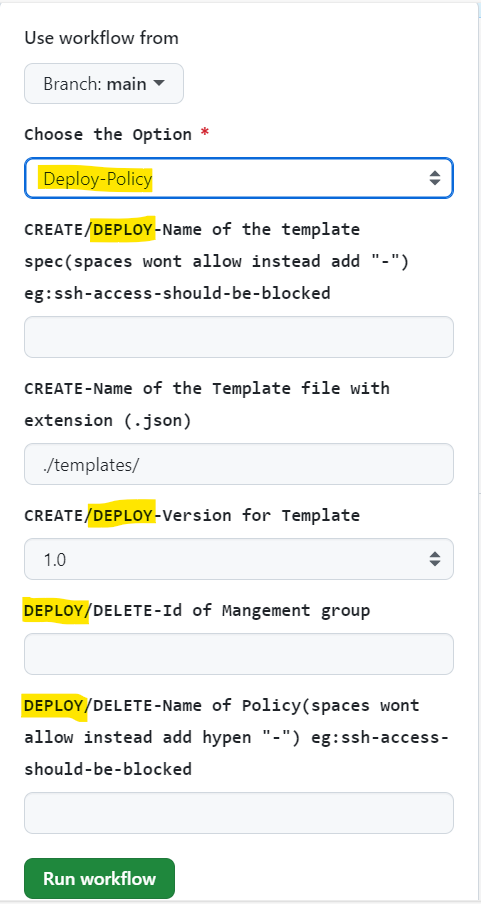 Use workflow from
Branch: main
Choose the Option *
Deploy-Policy
CREATE/DEPLOY-Name of the template
spec(spaces wont allow instead add "-")
eg:ssh-access-should-be-blocked
CREATE-Name of the Template file with
extension (.json)
./templates/
CREATE/DEPLOY-Version for Template
1.0
DEPLOY/DELETE-Id of Mangement group
DEPLOY/DELETE-Name of Policy(spaces wont
allow instead add hypen "-") eg:ssh-access-
should-be-blocked
Run workflow